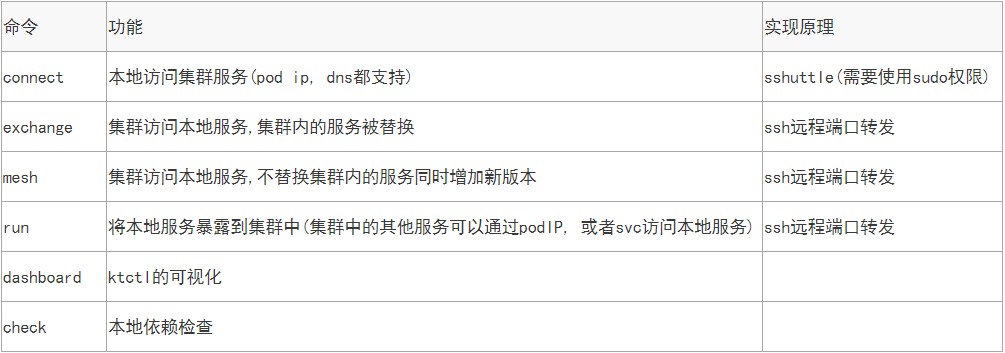 命令 功能 实现原理
connect 本地访问集群服务(pod ip, dns都支持) sshuttle(需要使用sudo权限)
exchange 集群访问本地服务,集群内的服务被替换 ssh远程端口转发
mesh 集群访问本地服务,不替换集群内的服务同时增加新版本 ssh远程端口转发
run 将本地服务暴露到集群中(集群中的其他服务可以通过podIP, 或者svc访问本地服务) ssh远程端口转发
dashboard ktctl的可视化
check 本地依赖检查